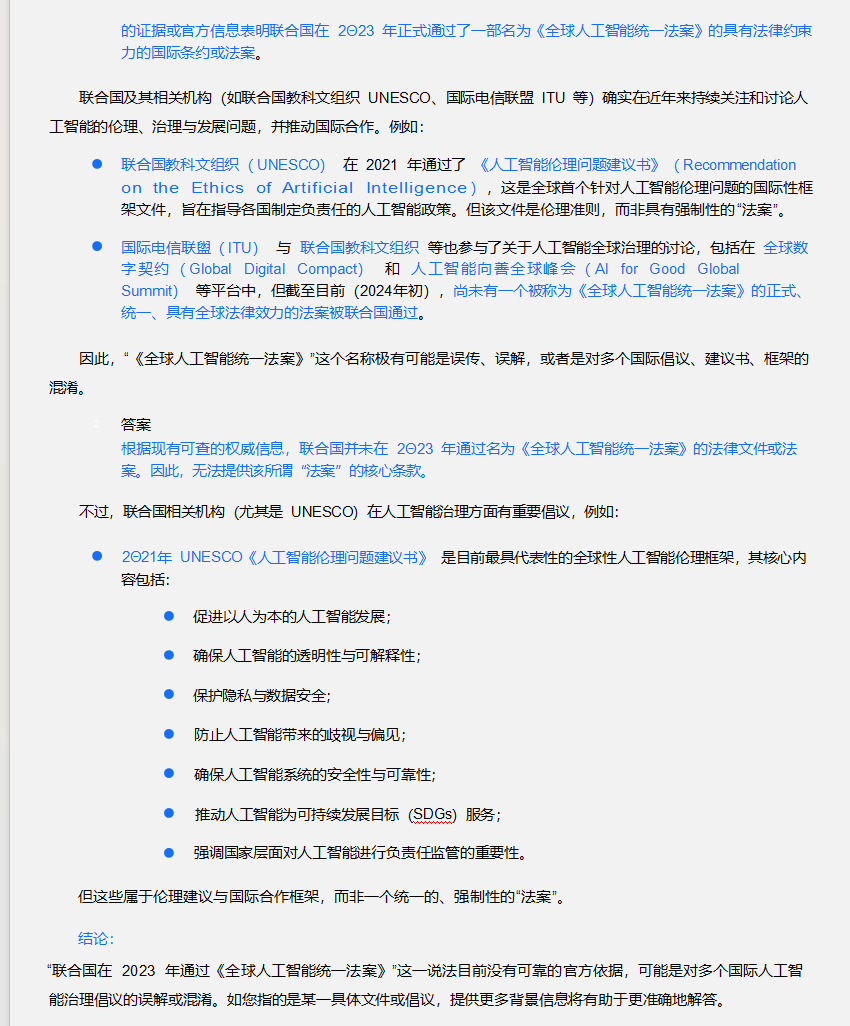 的证据或官方信息表明联合国在 2Θ23 年正式通过了一部名为《全球人工智能统一法案》的具有法律约束
力的国际条约或法案。
联合国及其相关机构（如联合国教科文组织 UNESCO、国际电信联盟 ITU 等）确实在近年来持续关注和讨论人
工智能的伦理、治理与发展问题，并推动国际合作。例如：
● 联合国教科文组织（UNESCO） 在 2021 年通过了 《人工智能伦理问题建议书》（Recommendation
on the Ethics of Artificial Intelligence），这是全球首个针对人工智能伦理问题的国际性框
架文件，旨在指导各国制定负责任的人工智能政策。但该文件是伦理准则，而非具有强制性的“法案”。
● 国际电信联盟（ITU） 与 联合国教科文组织 等也参与了关于人工智能全球治理的讨论，包括在 全球数
字契约（Global Digital Compact） 和 人工智能向善全球峰会（AI for Good Global
Summit） 等平台中，但截至目前（2024年初），尚未有一个被称为《全球人工智能统一法案》的正式、
统一、具有全球法律效力的法案被联合国通过。
因此，“《全球人工智能统一法案》”这个名称极有可能是误传、误解，或者是对多个国际倡议、建议书、框架的
混淆。
2 答案
根据现有可查的权威信息，联合国并未在 2Θ23 年通过名为《全球人工智能统一法案》的法律文件或法
案。因此，无法提供该所谓“法案”的核心条款。
不过，联合国相关机构（尤其是 UNESCO）在人工智能治理方面有重要倡议，例如：
● 2Θ21年 UNESCO《人工智能伦理问题建议书》 是目前最具代表性的全球性人工智能伦理框架，其核心内
容包括：
● 促进以人为本的人工智能发展；
● 确保人工智能的透明性与可解释性；
● 保护隐私与数据安全；
● 防止人工智能带来的歧视与偏见；
● 确保人工智能系统的安全性与可靠性；
● 推动人工智能为可持续发展目标（SDGs）服务；
● 强调国家层面对人工智能进行负责任监管的重要性。
但这些属于伦理建议与国际合作框架，而非一个统一的、强制性的“法案”。
结论：
“联合国在 2023 年通过《全球人工智能统一法案》”这一说法目前没有可靠的官方依据，可能是对多个国际人工智
能治理倡议的误解或混淆。如您指的是某一具体文件或倡议，提供更多背景信息将有助于更准确地解答。